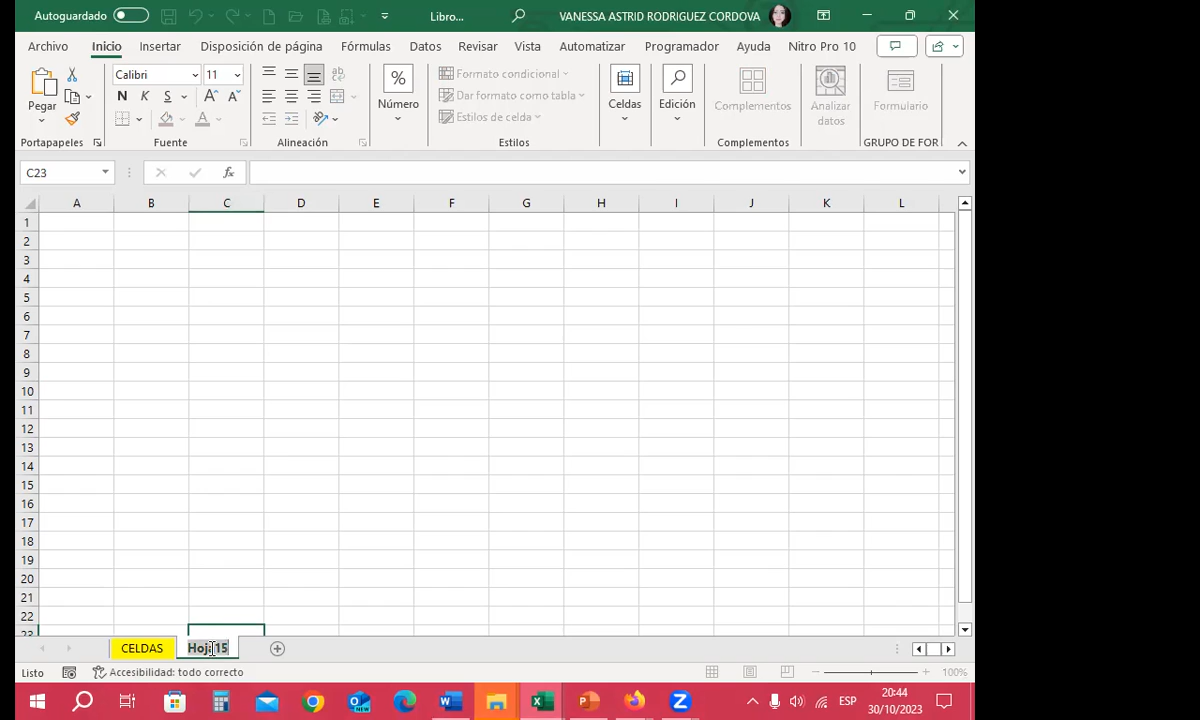 Autoguardado Libro... VANESSA ASTRID RODRIGUEZ CORDOVA
Archivo Inicio Insertar Disposición de página Fórmulas Datos Revisar Vista Automatizar Programador Ayuda Nitro Pro 10
Pegar
Portapapeles
Calibri 11
N K S A A
A
Fuente
ab
Alineación
%
Número
Formato condicional
Dar formato como tabla
Estilos de celda
Estilos
Celdas
Edición
Complementos
Complementos
Analizar
datos
Formulario
GRUPO DE FOR
C23 fx
A B C D E F G H I J K L
1
2
3
4
5
6
7
8
9
10
11
12
13
14
15
16
17
18
19
20
21
22
23
CELDAS Hoja15
Listo Accesibilidad: todo correcto 100%
ESP 20:44
30/10/2023